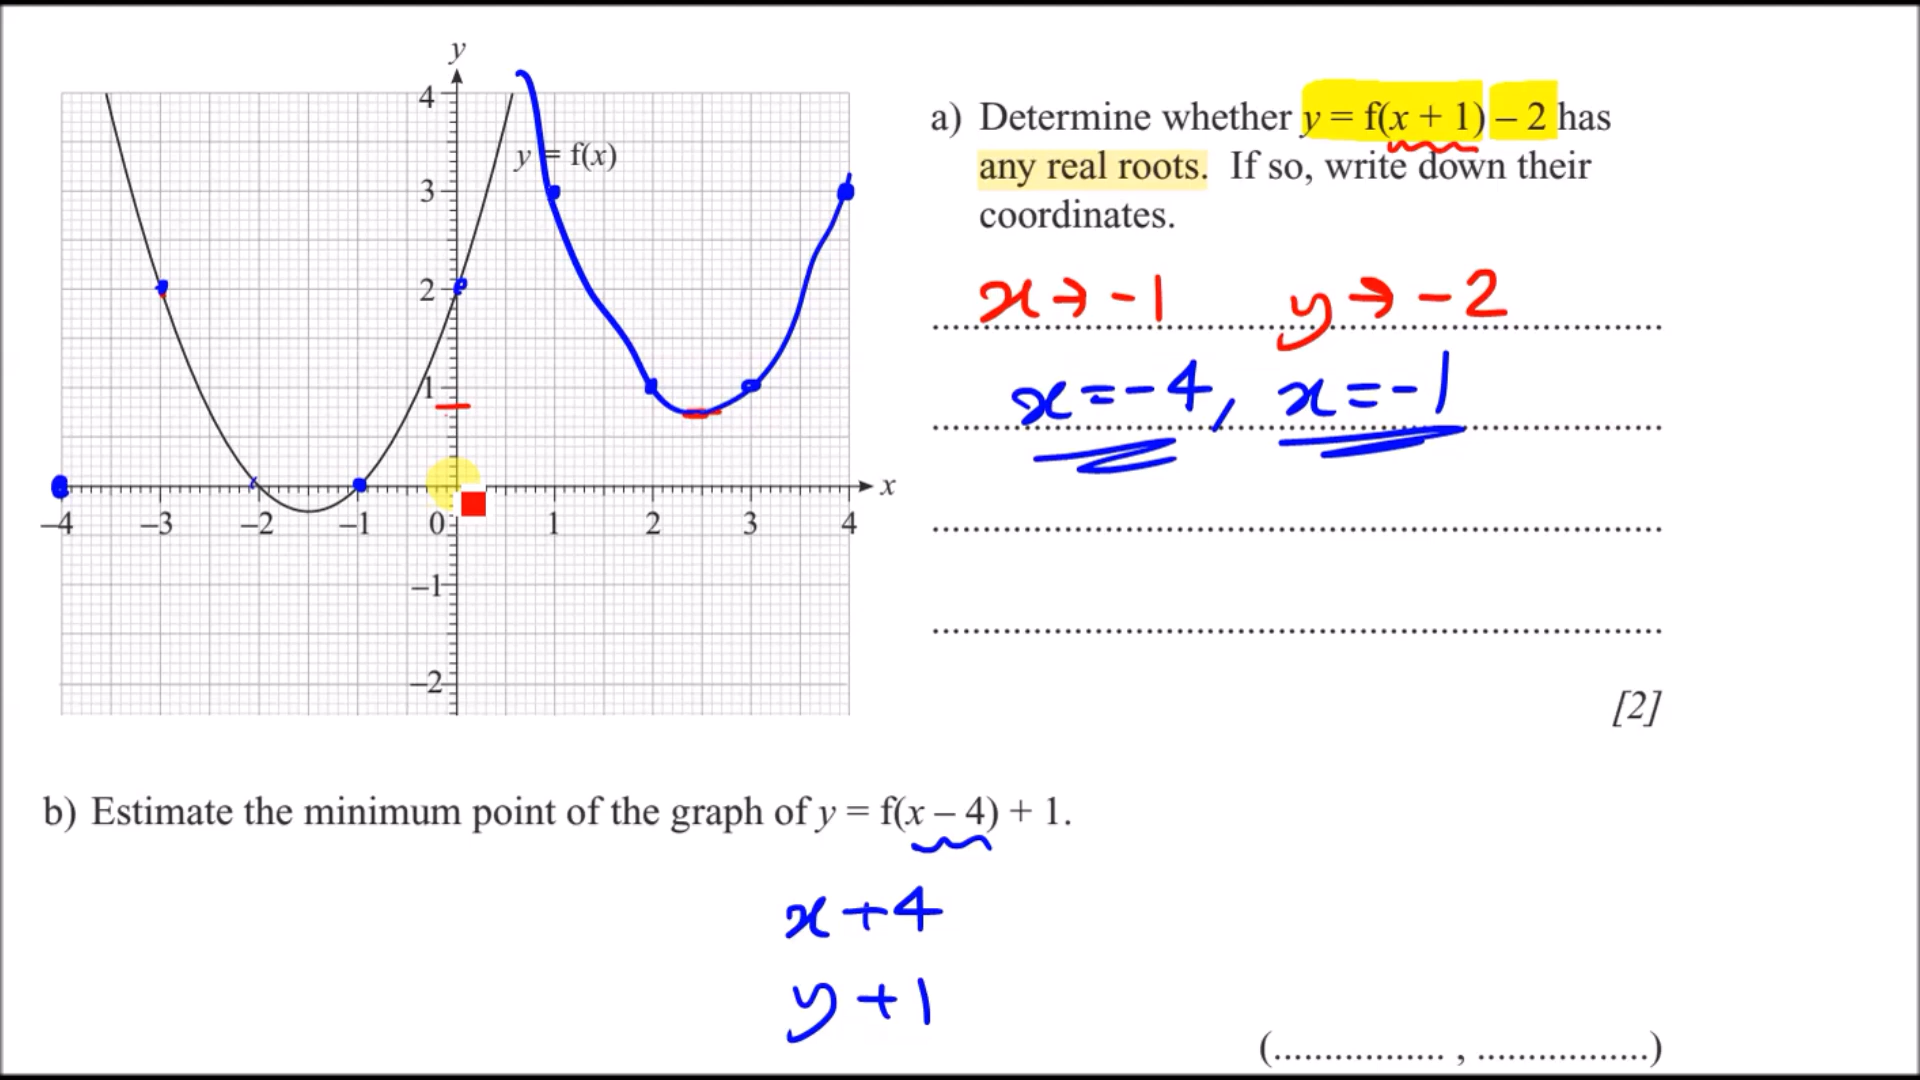 y
4
y = f(x)
3
2
1
x
–4 –3 –2 –1 0 1 2 3 4
–1
–2
a) Determine whether y = f(x + 1) – 2 has
any real roots. If so, write down their
coordinates.
x → -1 y → -2
x = -4, x = -1
[2]
b) Estimate the minimum point of the graph of y = f(x – 4) + 1.
x + 4
y + 1
(................. , .................)